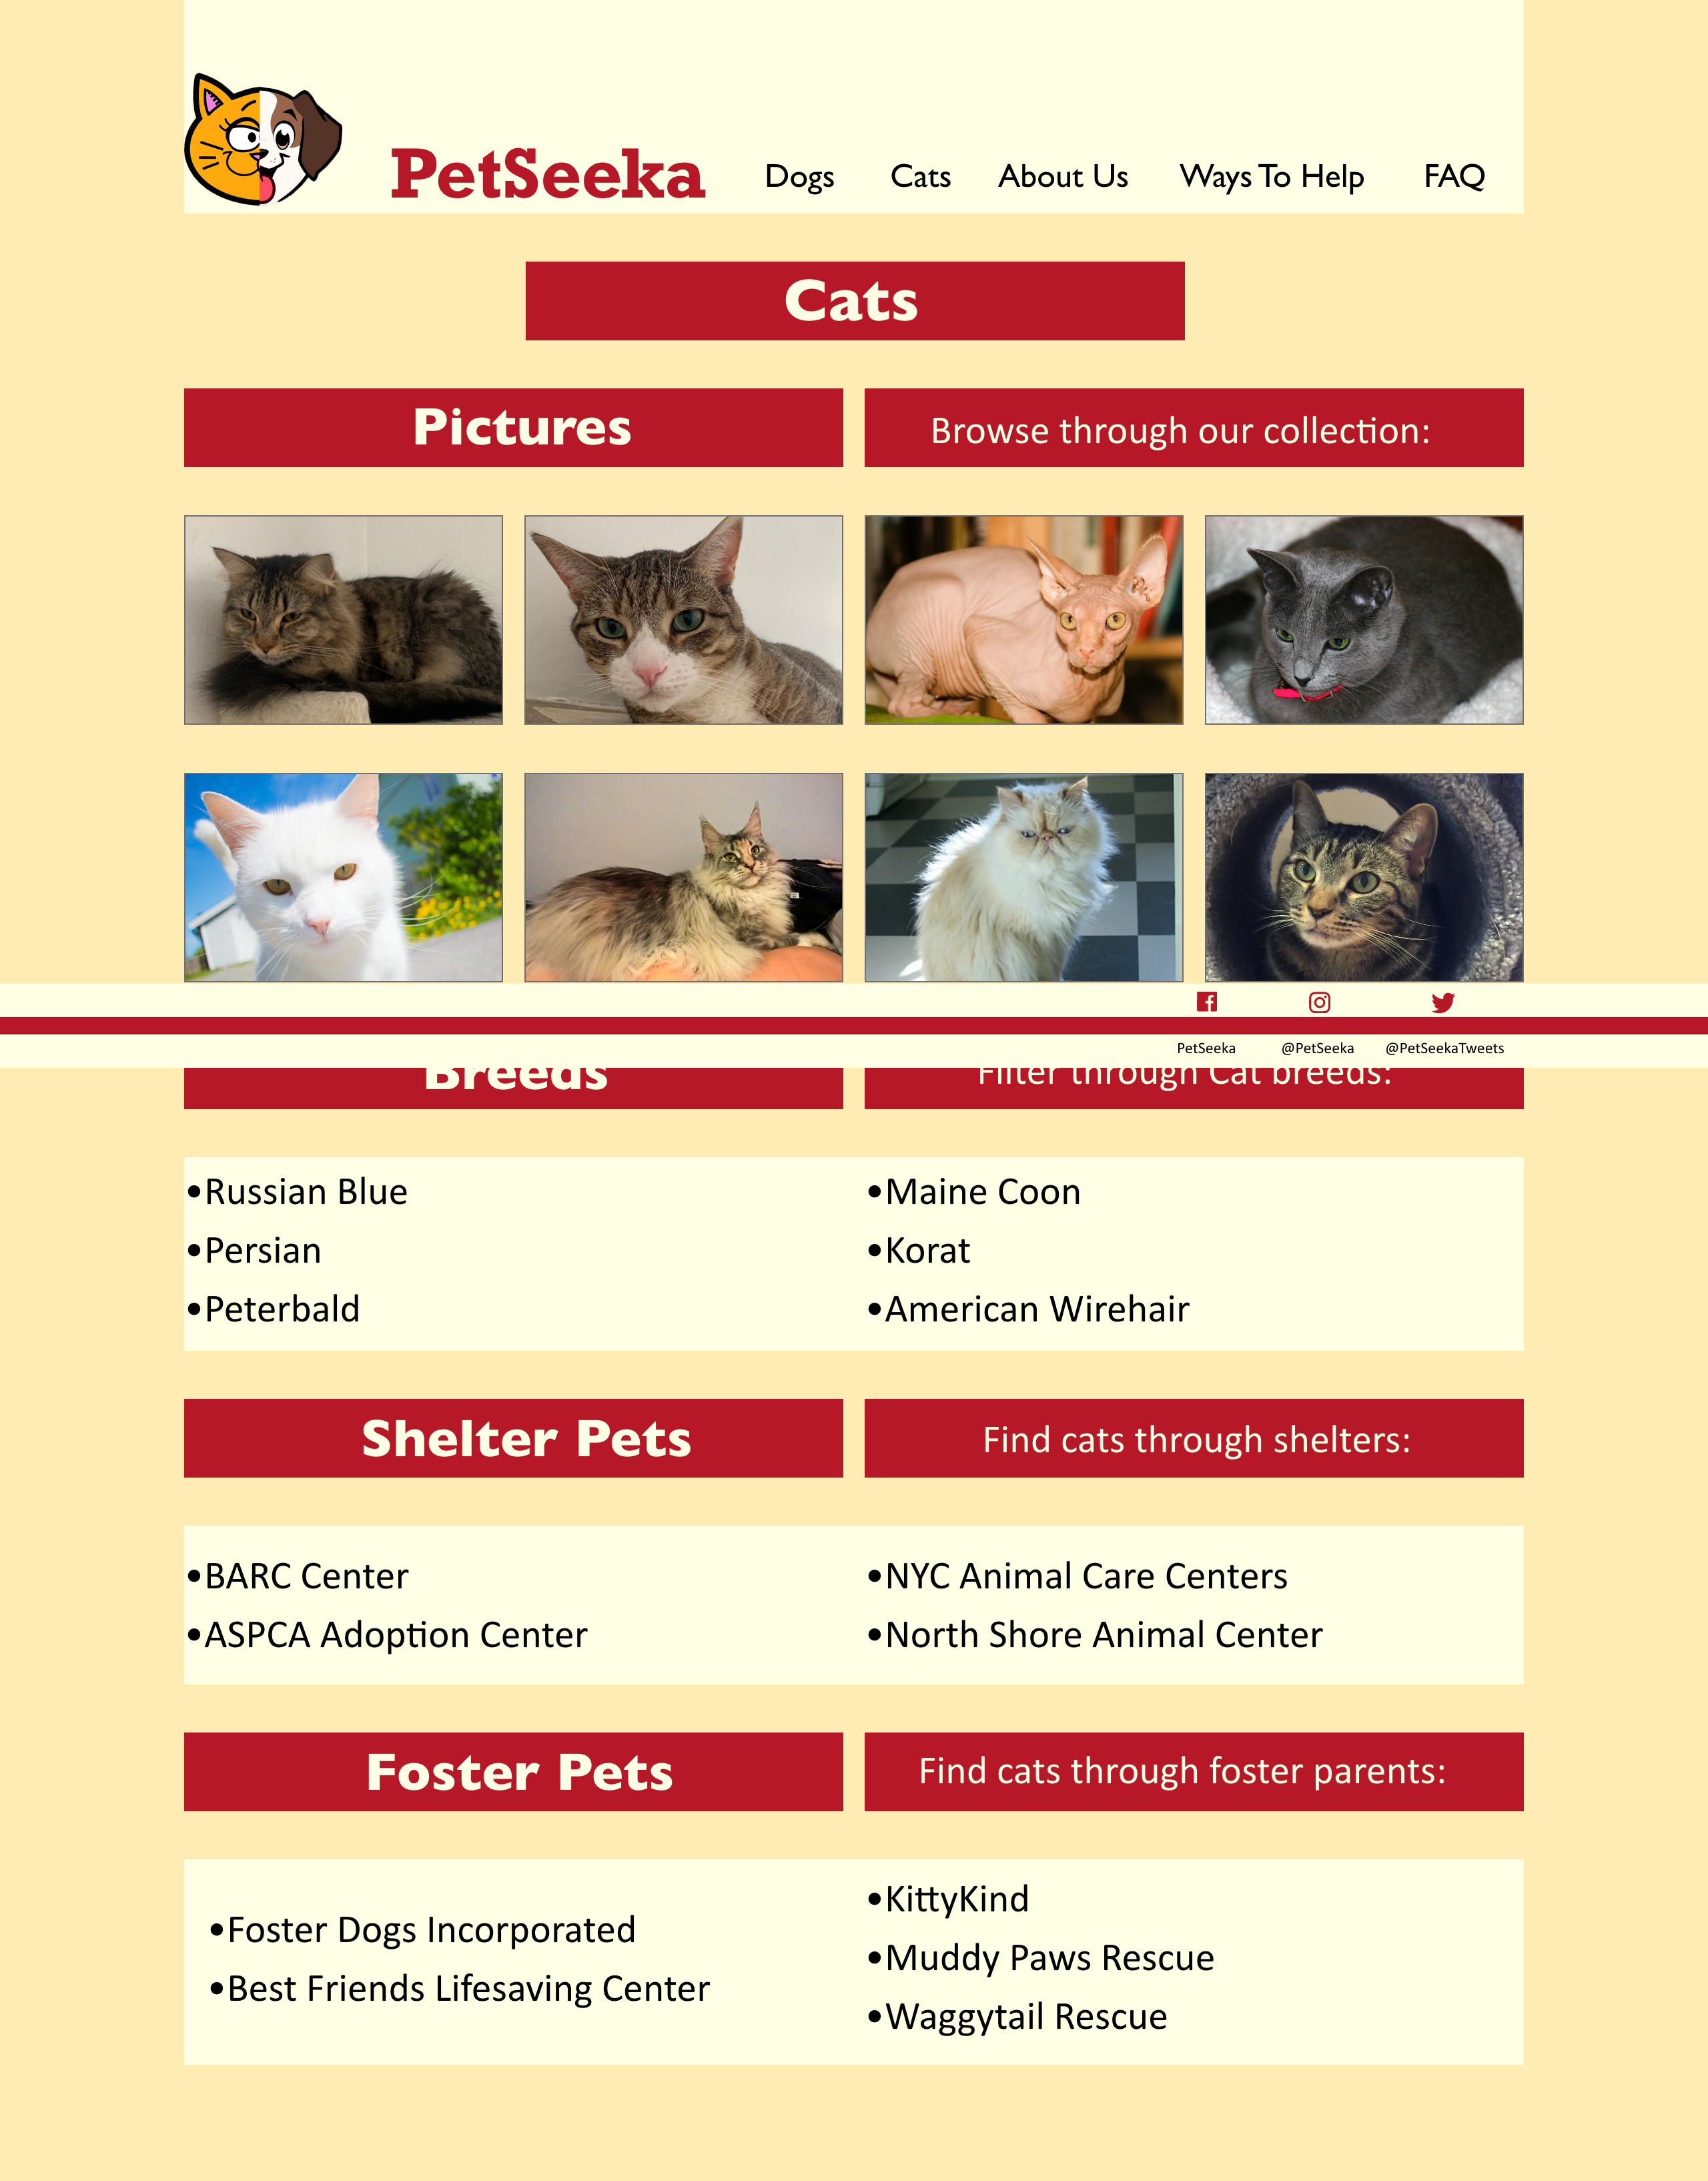 PetSeeka
Dogs Cats About Us Ways To Help FAQ
Cats
Pictures
Browse through our collection:
PetSeeka @PetSeeka @PetSeekaTweets
Breeds
Filter through Cat breeds:
•Russian Blue
•Persian
•Peterbald
•Maine Coon
•Korat
•American Wirehair
Shelter Pets
Find cats through shelters:
•BARC Center
•ASPCA Adoption Center
•NYC Animal Care Centers
•North Shore Animal Center
Foster Pets
Find cats through foster parents:
•Foster Dogs Incorporated
•Best Friends Lifesaving Center
•KittyKind
•Muddy Paws Rescue
•Waggytail Rescue